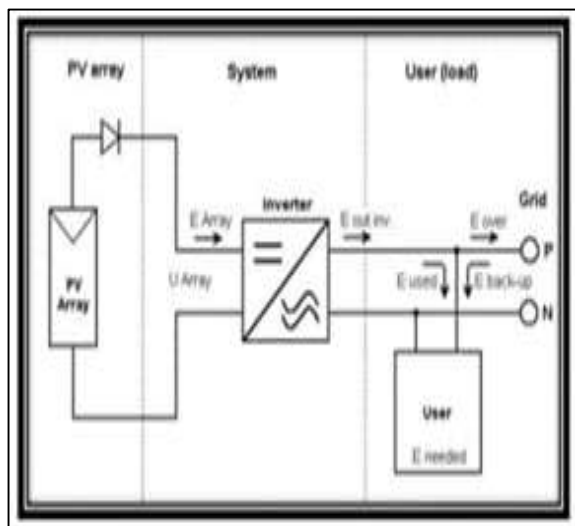 PV array
System
User (load)
Inverter
Grid
E Array
E out inv.
E over
P
U Array
E used
E back-up
PV
Array
N
User
E needed